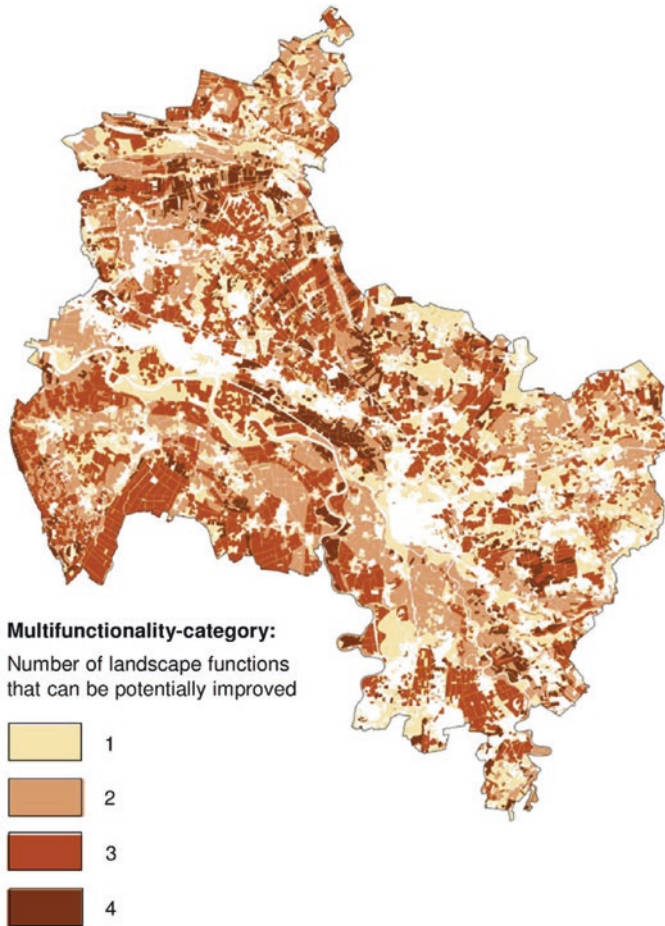 Multifunctionality-category:
Number of landscape functions
that can be potentially improved
1
2
3
4